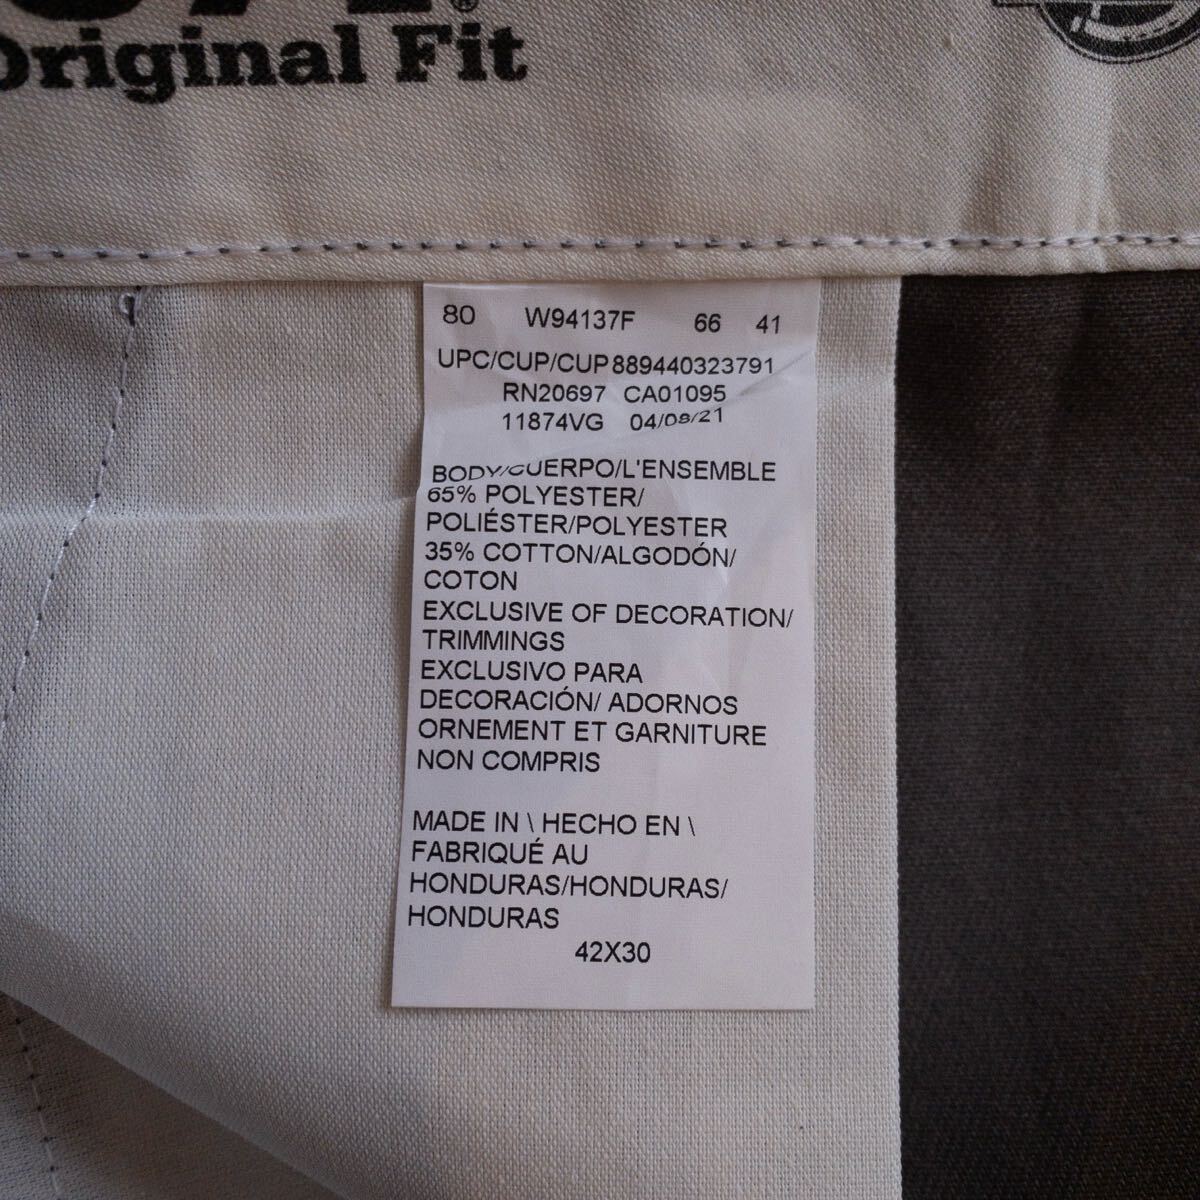 Original Fit
80 W94137F 66 41
UPC/CUP/CUP889440323791
RN20697 CA01095
11874VG 04/08/21
BODY/CUERPO/L'ENSEMBLE
65% POLYESTER/
POLIÉSTER/POLYESTER
35% COTTON/ALGODÓN/
COTON
EXCLUSIVE OF DECORATION/
TRIMMINGS
EXCLUSIVO PARA
DECORACIÓN/ ADORNOS
ORNEMENT ET GARNITURE
NON COMPRIS
MADE IN \ HECHO EN \
FABRIQUÉ AU
HONDURAS/HONDURAS/
HONDURAS
42X30